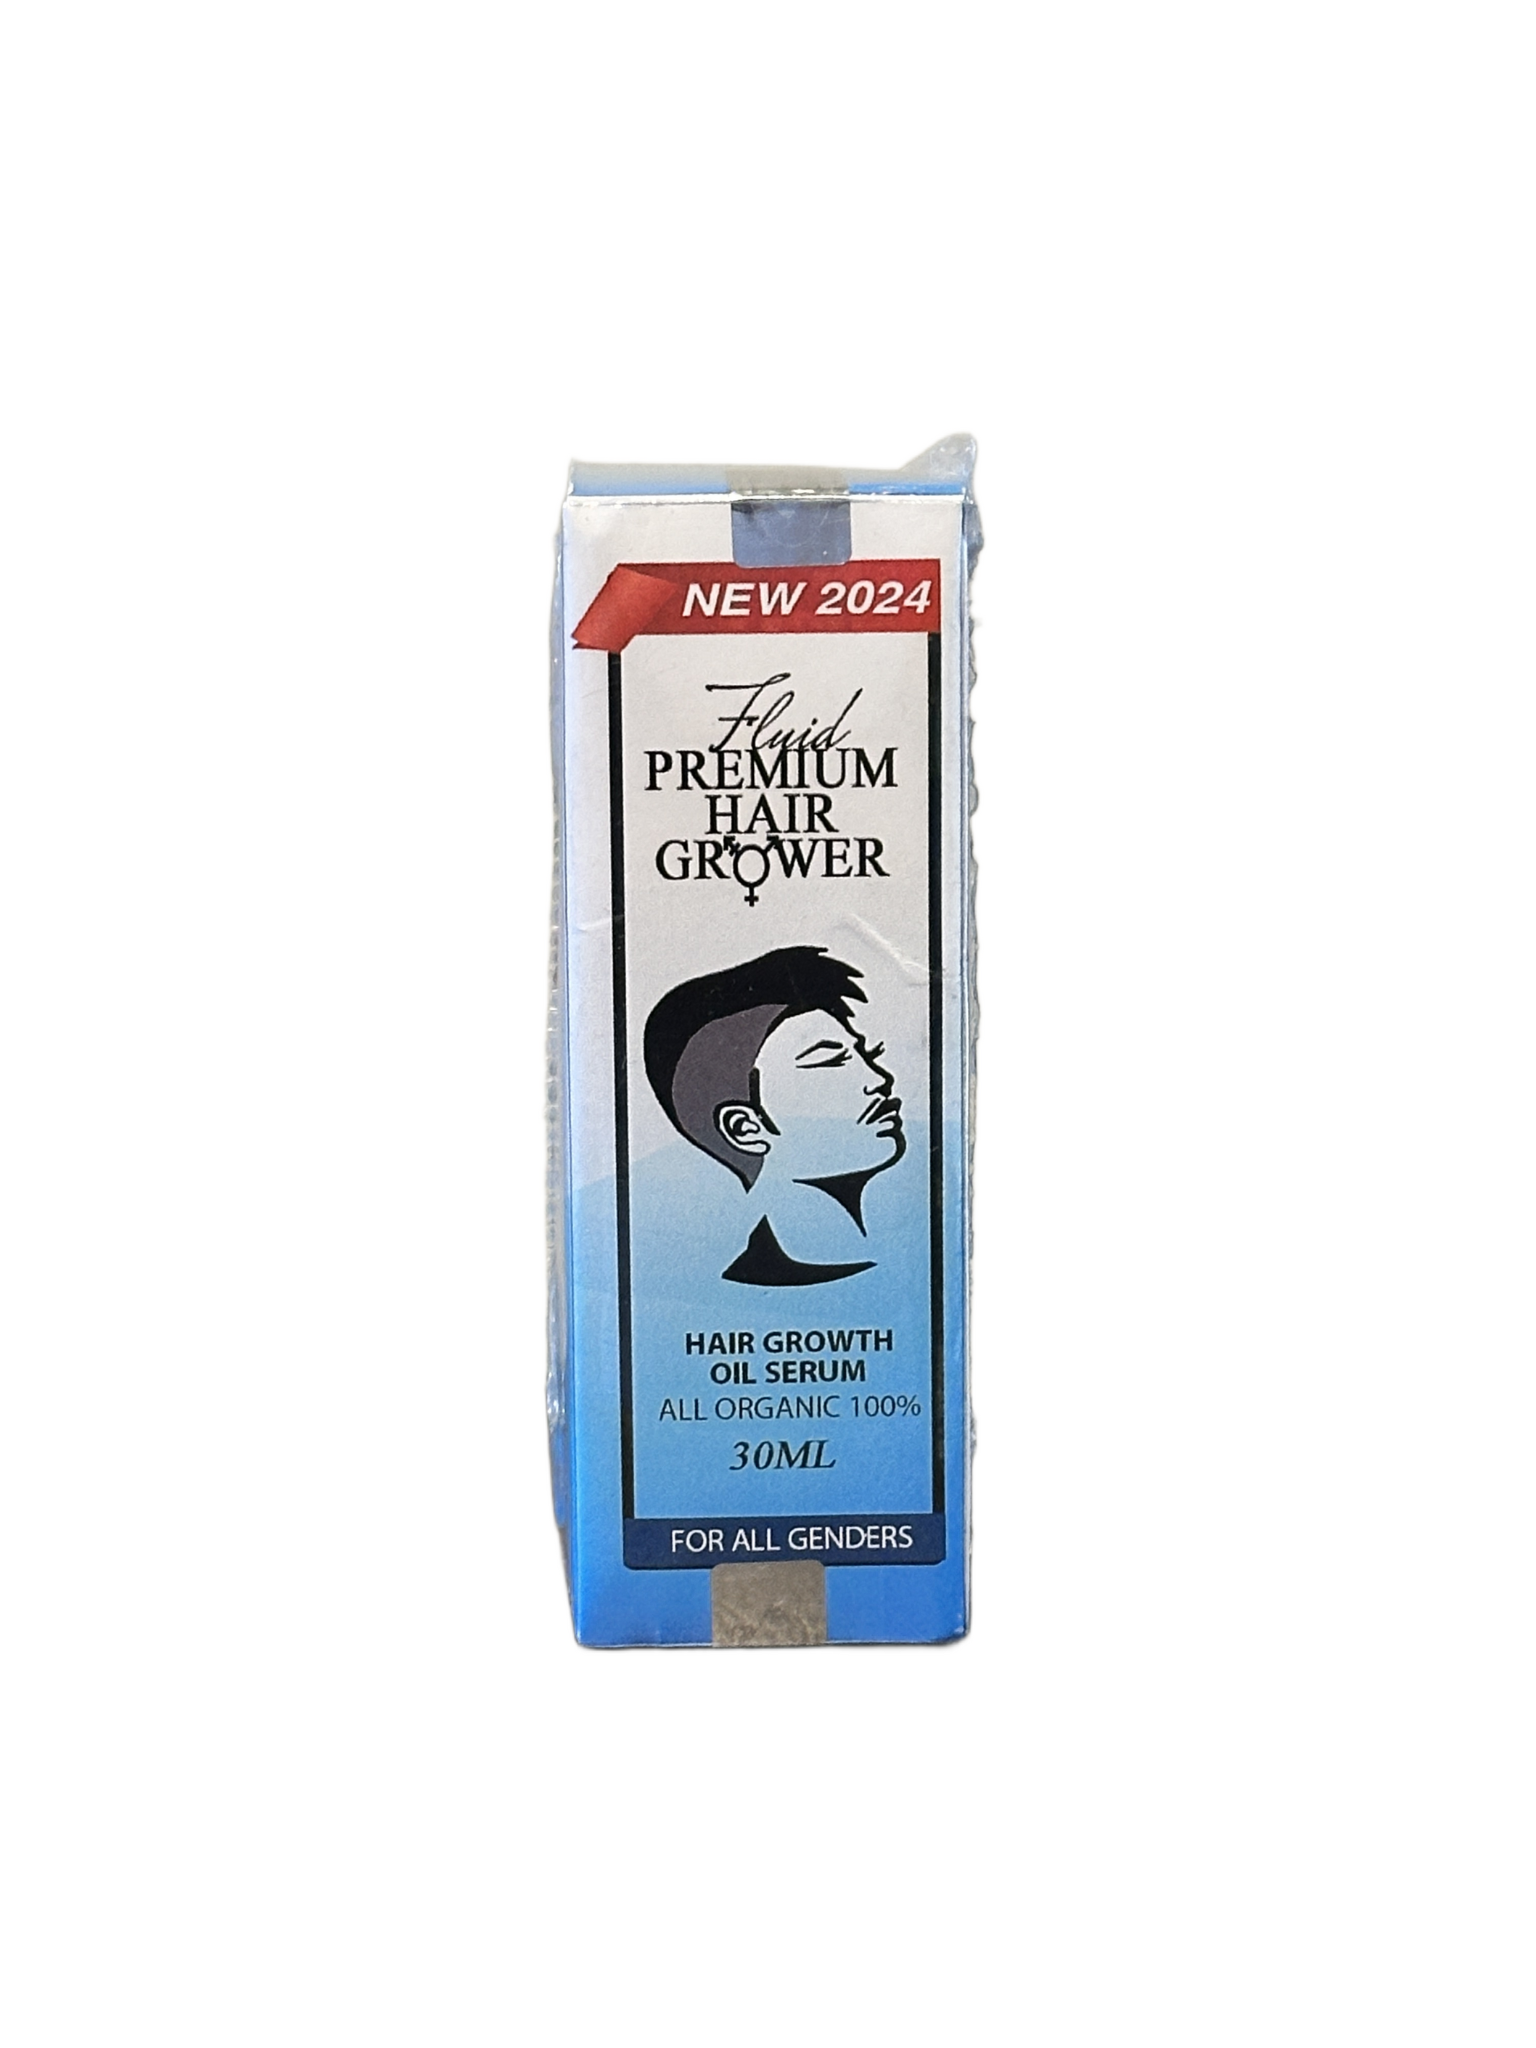 NEW 2024
Fluid
PREMIUM
HAIR
GROWER
HAIR GROWTH
OIL SERUM
ALL ORGANIC 100%
30ML
FOR ALL GENDERS